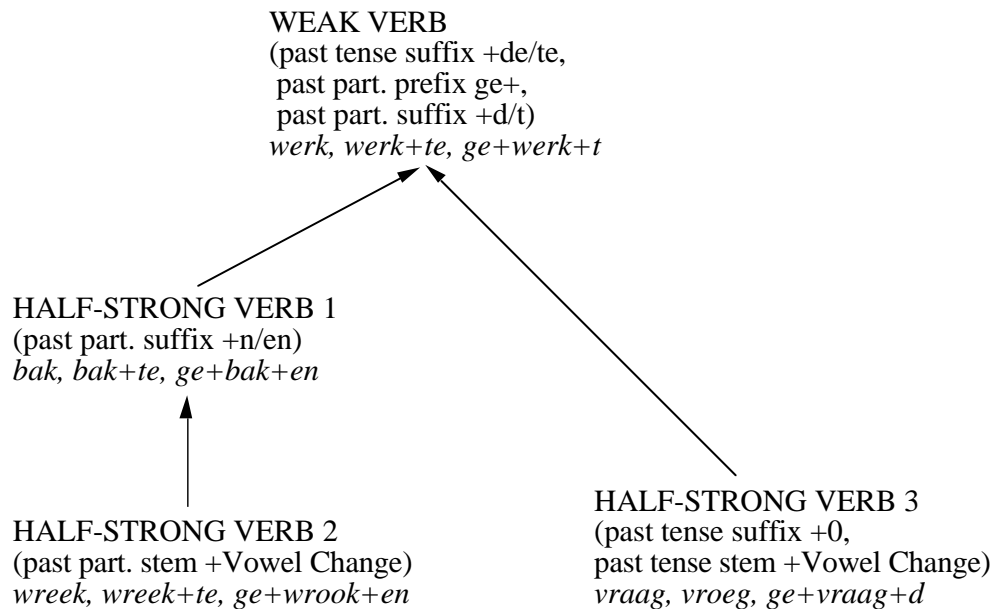 WEAK VERB
(past tense suffix +de/te,
past part. prefix ge+,
past part. suffix +d/t)
werk, werk+te, ge+werk+t
HALF-STRONG VERB 1
(past part. suffix +n/en)
bak, bak+te, ge+bak+en
HALF-STRONG VERB 2
(past part. stem +Vowel Change)
wreek, wreek+te, ge+wrook+en
HALF-STRONG VERB 3
(past tense suffix +0,
past tense stem +Vowel Change)
vraag, vroeg, ge+vraag+d